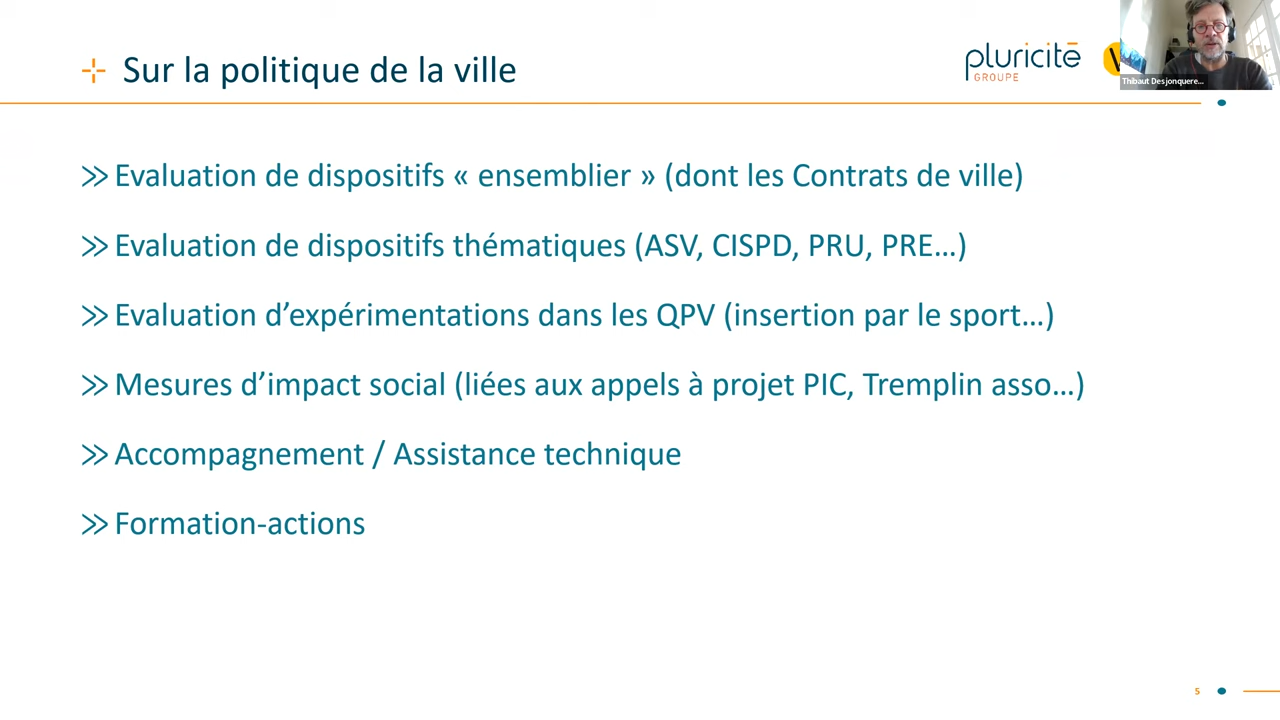 Sur la politique de la ville
pluricité
GROUPE
Thibaut Desjonquere...
>> Evaluation de dispositifs « ensemblier » (dont les Contrats de ville)
>> Evaluation de dispositifs thématiques (ASV, CISPD, PRU, PRE…)
>> Evaluation d’expérimentations dans les QPV (insertion par le sport…)
>> Mesures d’impact social (liées aux appels à projet PIC, Tremplin asso…)
>> Accompagnement / Assistance technique
>> Formation-actions
5